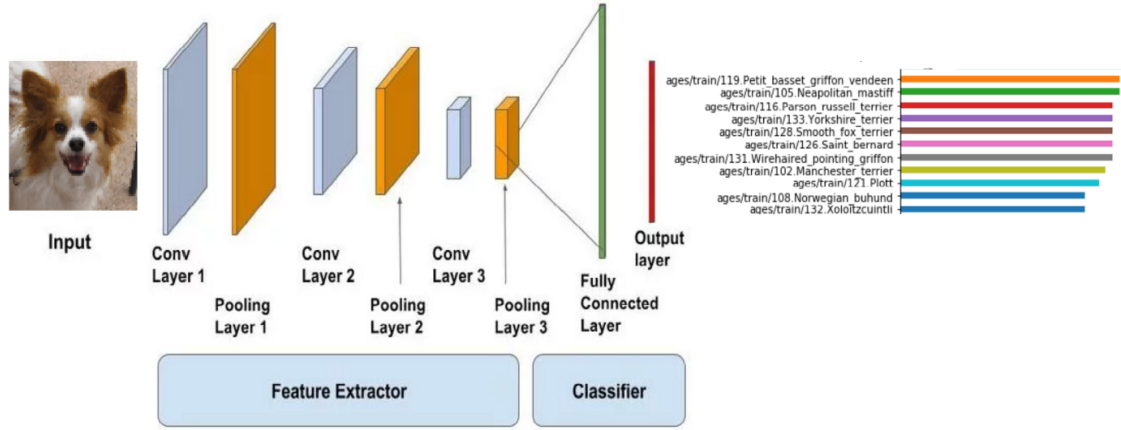 Input
Conv
Layer 1
Pooling
Layer 1
Conv
Layer 2
Pooling
Layer 2
Conv
Layer 3
Pooling
Layer 3
Fully
Connected
Layer
Output
layer
Feature Extractor
Classifier
ages/train/119.Petit_basset_griffon_vendeen
ages/train/105.Neapolitan_mastiff
ages/train/116.Parson_russell_terrier
ages/train/133.Yorkshire_terrier
ages/train/128.Smooth_fox_terrier
ages/train/126.Saint_bernard
ages/train/131.Wirehaired_pointing_griffon
ages/train/102.Manchester_terrier
ages/train/121.Plott
ages/train/108.Norwegian_buhund
ages/train/132.Xoloitzcuintli